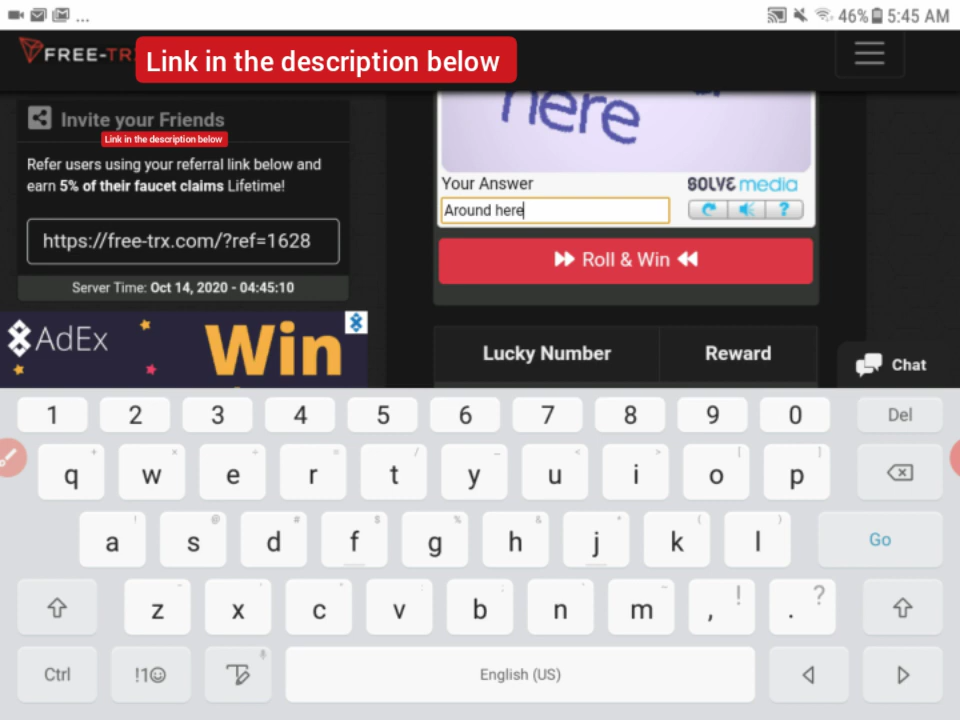 ... 46% 5:45 AM
FREE-TR
Link in the description below
Invite your Friends
Link in the description below
Refer users using your referral link below and
earn 5% of their faucet claims Lifetime!
https://free-trx.com/?ref=1628
Server Time: Oct 14, 2020 - 04:45:10
AdEx
Win
here
Your Answer
SOLVEmedia
Around here
?
Roll & Win
Lucky Number Reward
Chat
1 2 3 4 5 6 7 8 9 0 Del
q w e r t y u i o p
a s d f g h j k l Go
z x c v b n m , ! . ?
Ctrl !1☺ English (US)